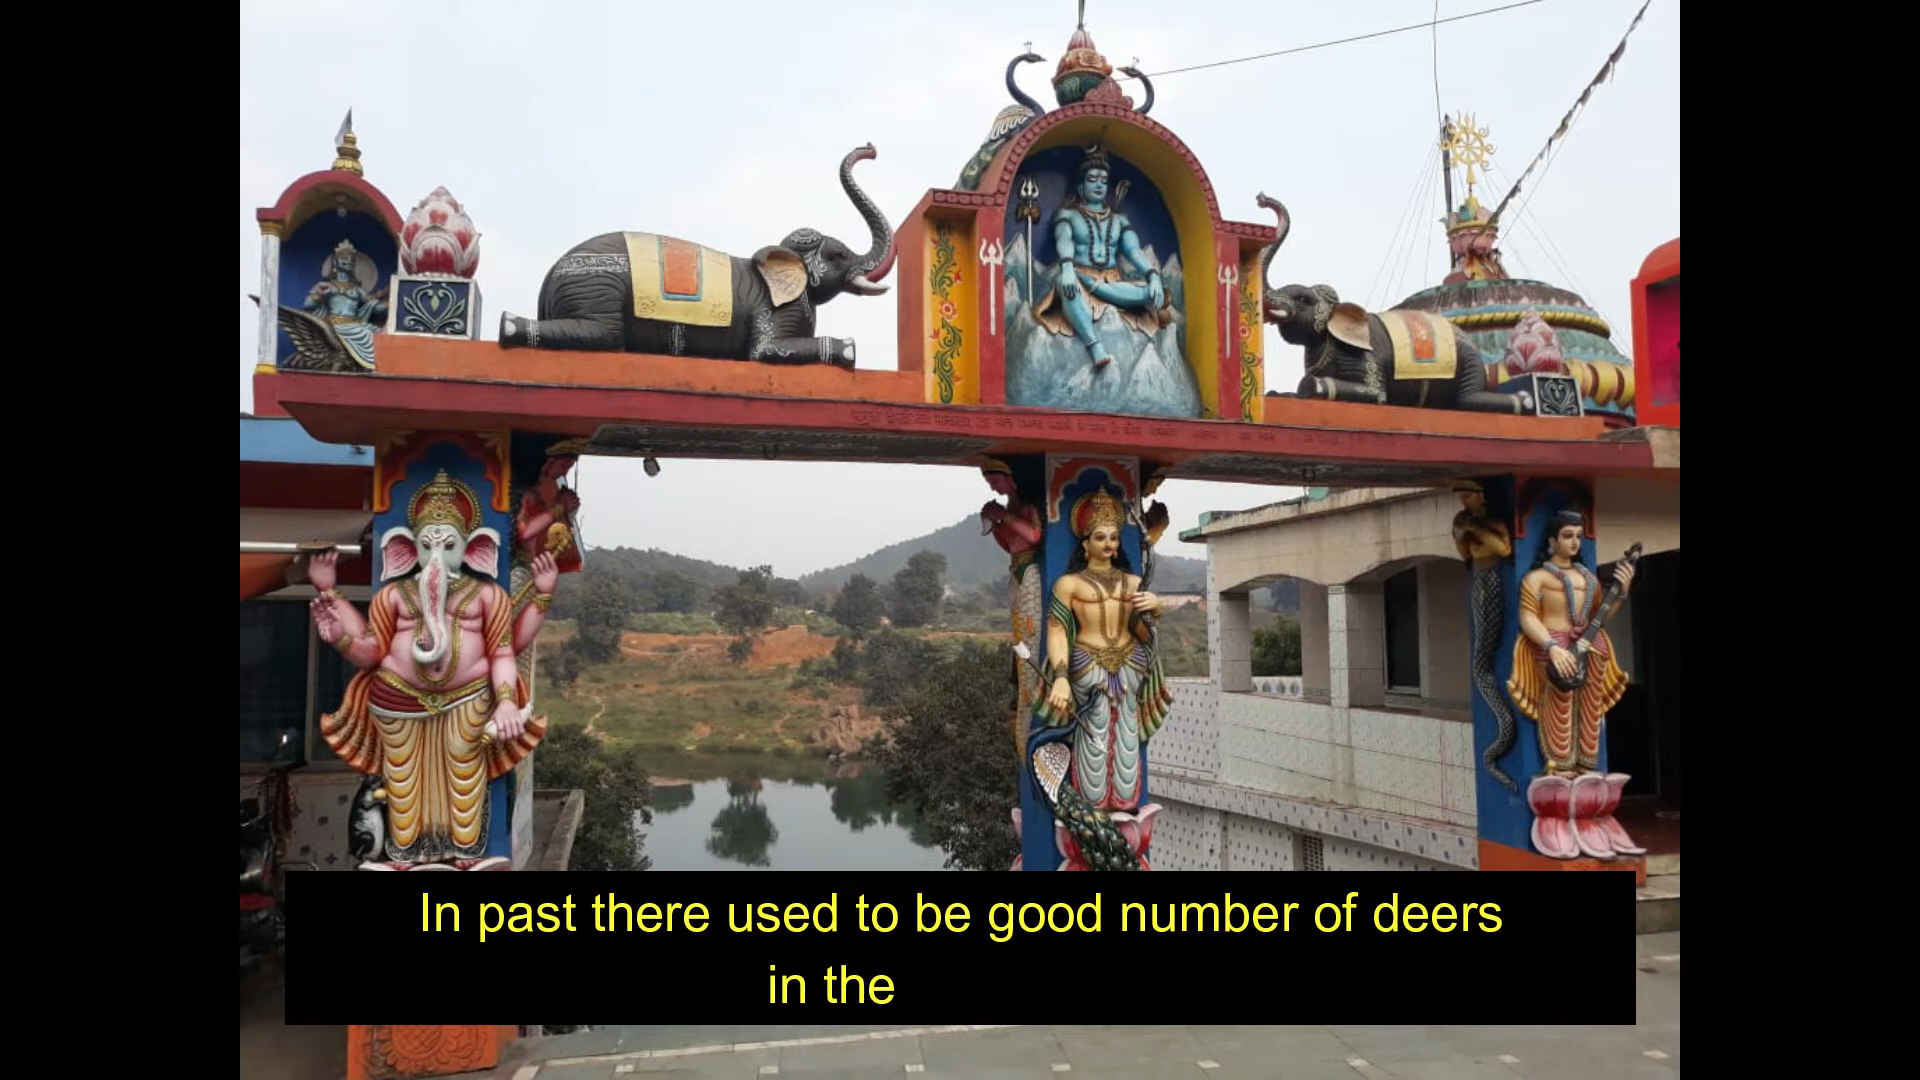 In past there used to be good number of deers
in the